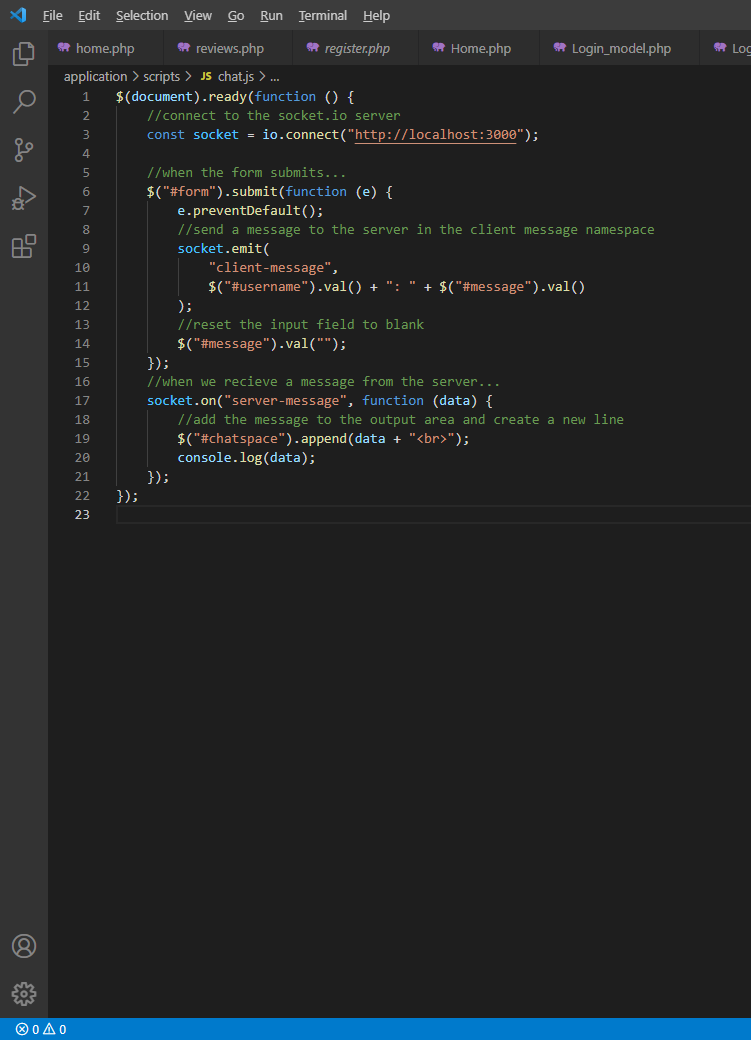 File Edit Selection View Go Run Terminal Help
home.php reviews.php register.php Home.php Login_model.php Log
application > scripts > JS chat.js > ...
1 $(document).ready(function () {
2 //connect to the socket.io server
3 const socket = io.connect("http://localhost:3000");
4
5 //when the form submits...
6 $("#form").submit(function (e) {
7 e.preventDefault();
8 //send a message to the server in the client message namespace
9 socket.emit(
10 "client-message",
11 $("#username").val() + ": " + $("#message").val()
12 );
13 //reset the input field to blank
14 $("#message").val("");
15 });
16 //when we recieve a message from the server...
17 socket.on("server-message", function (data) {
18 //add the message to the output area and create a new line
19 $("#chatspace").append(data + "<br>");
20 console.log(data);
21 });
22 });
23
0 0